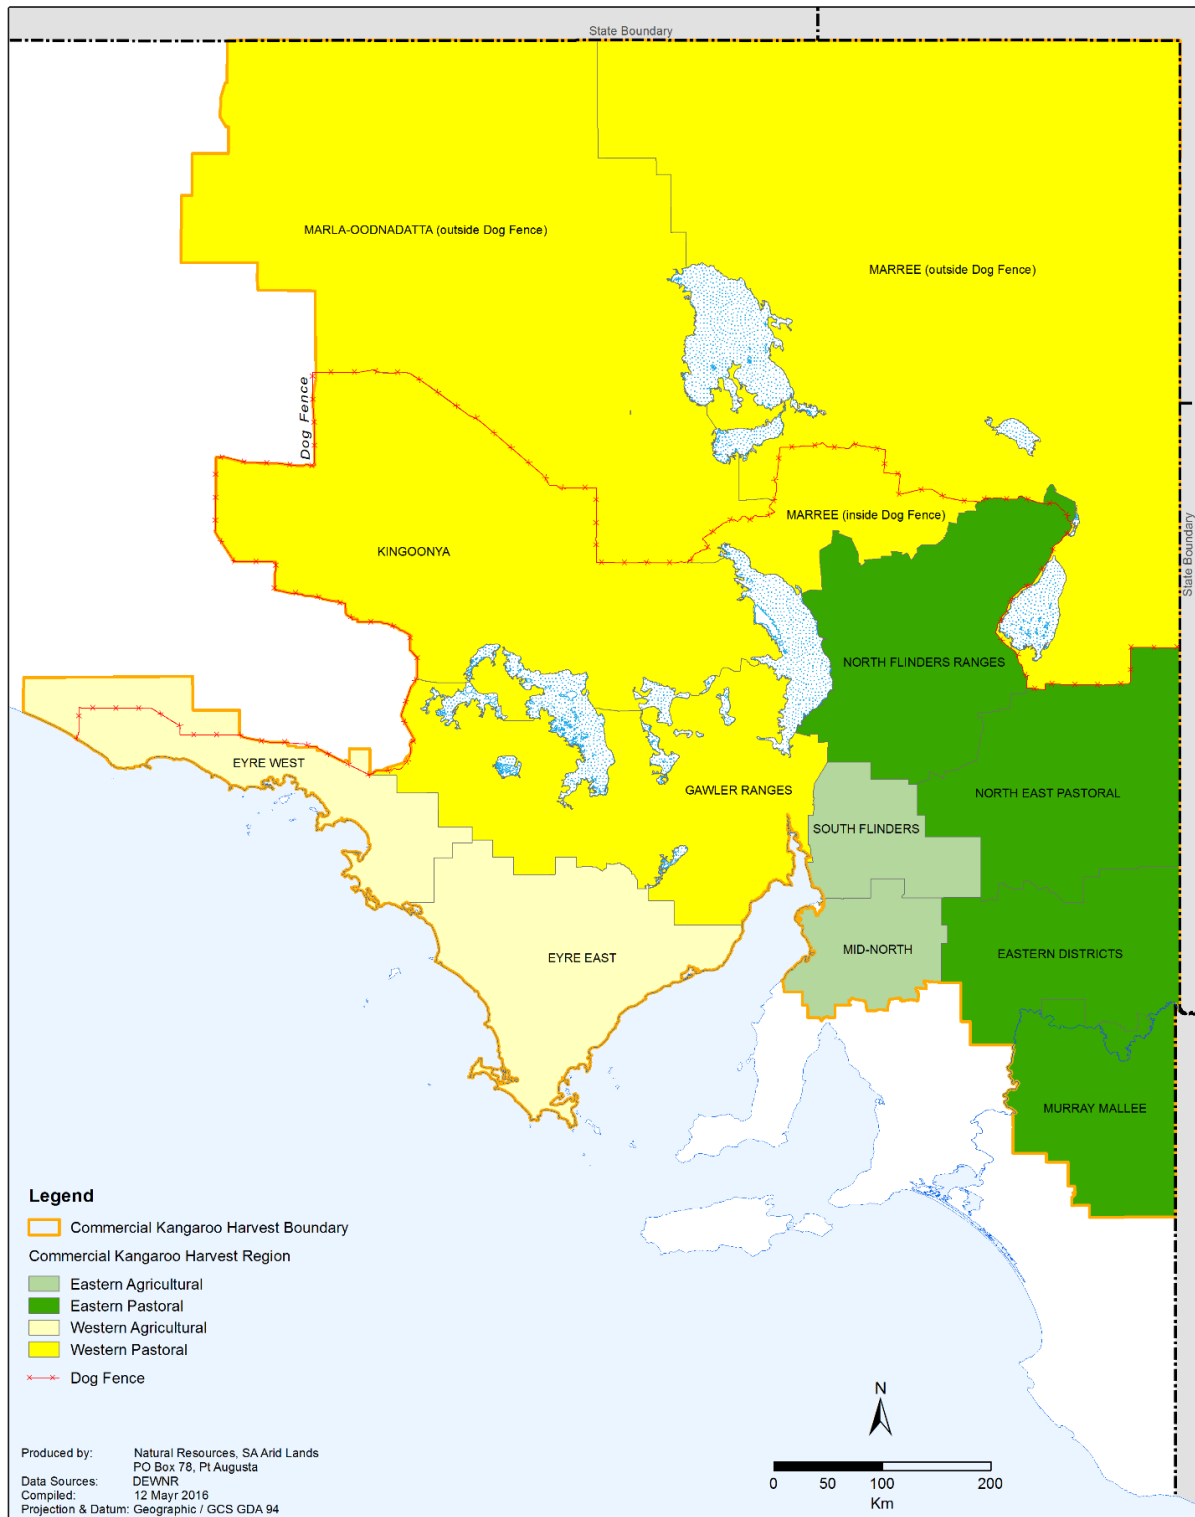 State Boundary
MARLA-OODNADATTA (outside Dog Fence)
MARREE (outside Dog Fence)
Dog Fence
MARREE (inside Dog Fence)
KINGOONYA
State Boundary
NORTH FLINDERS RANGES
EYRE WEST
GAWLER RANGES
NORTH EAST PASTORAL
SOUTH FLINDERS
MID-NORTH
EASTERN DISTRICTS
EYRE EAST
MURRAY MALLEE
Legend
Commercial Kangaroo Harvest Boundary
Commercial Kangaroo Harvest Region
Eastern Agricultural
Eastern Pastoral
Western Agricultural
Western Pastoral
Dog Fence
N
0 50 100 200
Km
Produced by: Natural Resources, SA Arid Lands
PO Box 78, Pt Augusta
Data Sources: DEWNR
Compiled: 12 Mayr 2016
Projection & Datum: Geographic / GCS GDA 94